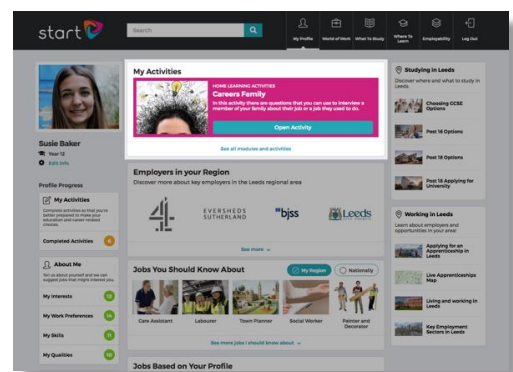 start
Search
My Profile
World of Work
What To Study
Where To
Learn
Employability
Log Out
Susie Baker
Year 12
Edit Info
Profile Progress
My Activities
Complete activities so that you're
better prepared to make your
education and career related
choices.
Completed Activities
About Me
Tell us about yourself and we can
suggest jobs that might interest you.
My Interests
My Work Preferences
My Skills
My Qualities
My Activities
HOME LEARNING ACTIVITIES
Careers Family
In this activity there are questions that you can use to interview a
member of your family about their job or a job they used to do.
Open Activity
See all modules and activities
Employers in your Region
Discover more about key employers in the Leeds regional area
4
EVERSHEDS
SUTHERLAND
bjss
Leeds
See more
Jobs You Should Know About
My Region
Nationally
Care Assistant
Labourer
Town Planner
Social Worker
Painter and
Decorator
See more jobs I should know about
Jobs Based on Your Profile
Studying in Leeds
Discover where and what to study in
Leeds
Choosing GCSE
Options
Post 16 Options
Post 18 Options
Post 18 Applying for
University
Working in Leeds
Learn about employers and
opportunities in your area!
Applying for an
Apprenticeship in
Leeds
Live Apprenticeships
Map
Living and working in
Leeds
Key Employment
Sectors in Leeds